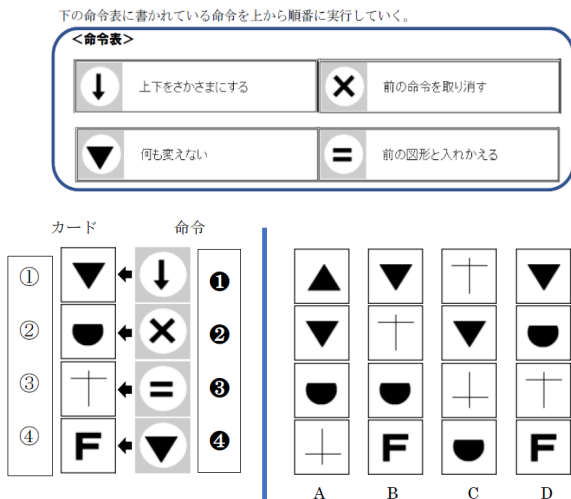 下の命令表に書かれている命令を上から順番に実行していく。
<命令表>
上下をさかさまにする
前の命令を取り消す
何も変えない
前の図形と入れかえる
カード 命令
① ❶
② ❷
③ ❸
④ F ❹
F F
A B C D